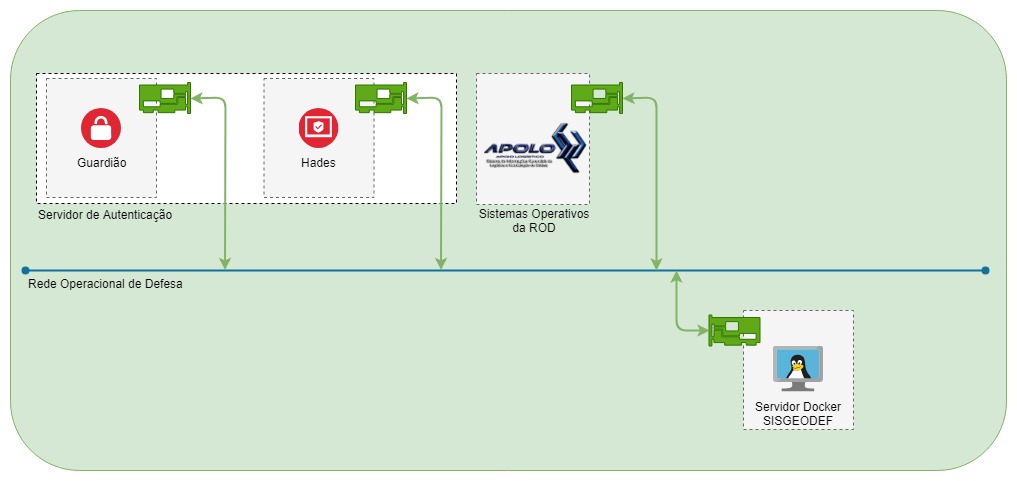 Guardião
Hades
APOLO
APOIO LOGÍSTICO
Servidor de Autenticação
Sistemas Operativos
da ROD
Rede Operacional de Defesa
Servidor Docker
SISGEODEF